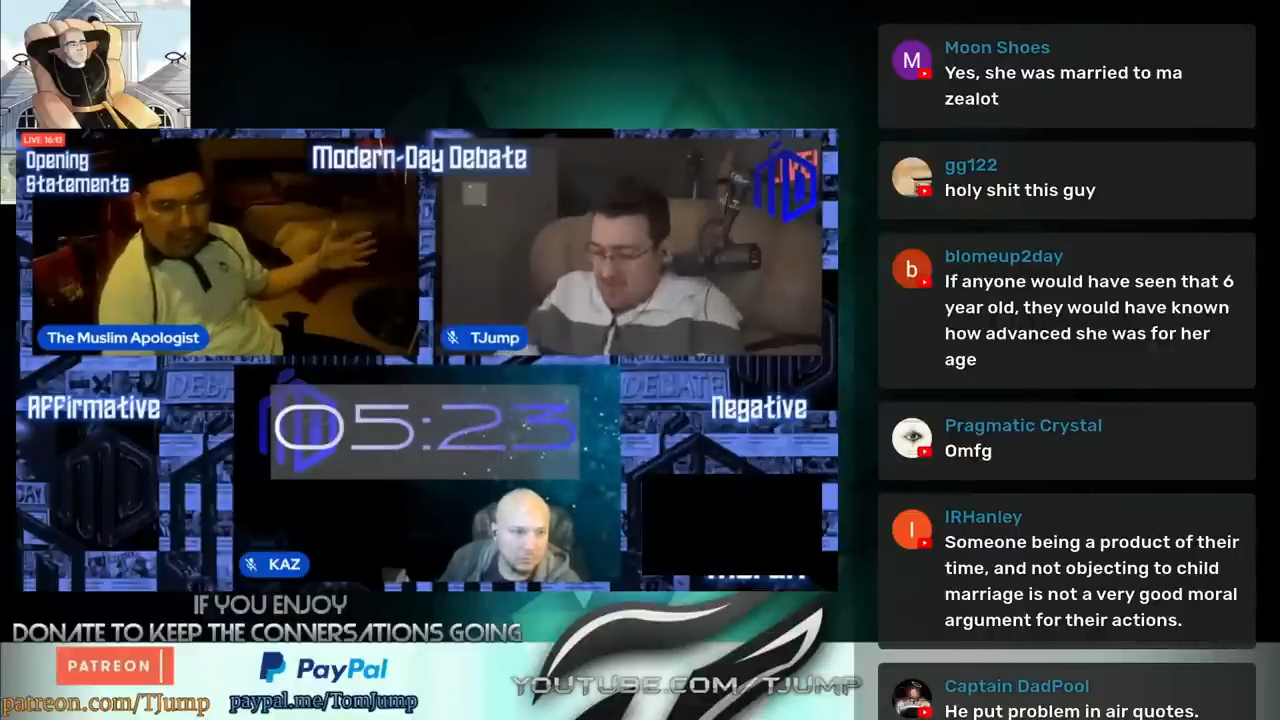 LIVE 16:13
Opening
Statements
Modern-Day Debate
The Muslim Apologist
TJump
Affirmative
Negative
DEBATE
DEBATE
05:23
KAZ
IF YOU ENJOY
DONATE TO KEEP THE CONVERSATIONS GOING
PATREON
PayPal
patreon.com/TJump
paypal.me/TomJump
YOUTUBE.COM/TJUMP
Moon Shoes
Yes, she was married to ma
zealot
gg122
holy shit this guy
blomeup2day
If anyone would have seen that 6
year old, they would have known
how advanced she was for her
age
Pragmatic Crystal
Omfg
IRHanley
Someone being a product of their
time, and not objecting to child
marriage is not a very good moral
argument for their actions.
Captain DadPool
He put problem in air quotes.